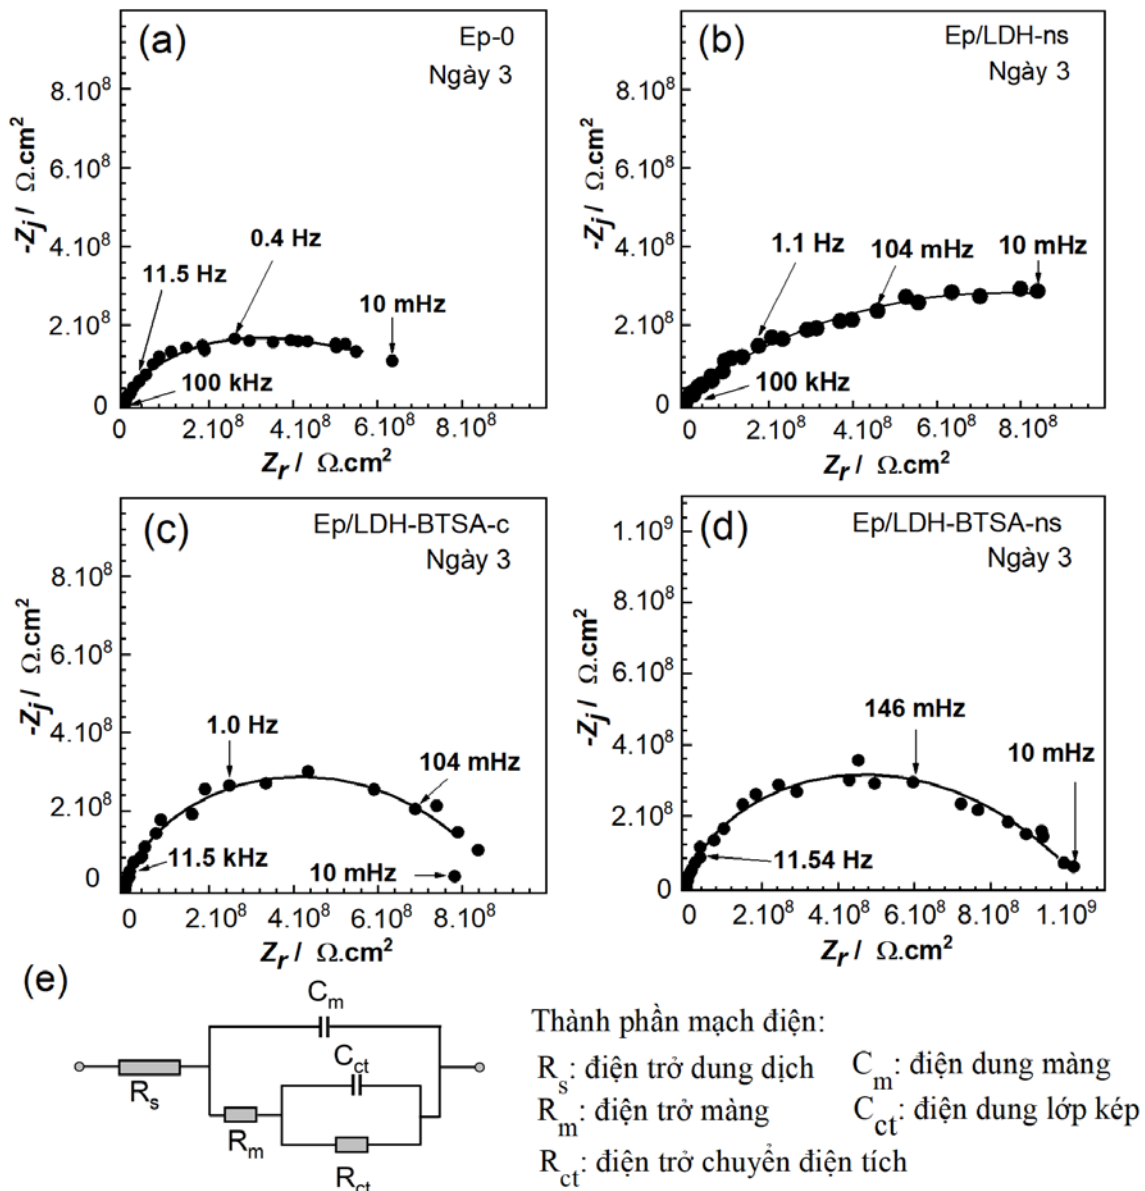 (a)
Ep-0
Ngày 3
8.10⁸
6.10⁸
4.10⁸
2.10⁸
0
-Zⱼ / Ω.cm²
0.4 Hz
11.5 Hz
10 mHz
100 kHz
0 2.10⁸ 4.10⁸ 6.10⁸ 8.10⁸
Zᵣ / Ω.cm²
(b)
Ep/LDH-ns
Ngày 3
8.10⁸
6.10⁸
4.10⁸
2.10⁸
0
-Zⱼ / Ω.cm²
1.1 Hz
104 mHz
10 mHz
100 kHz
0 2.10⁸ 4.10⁸ 6.10⁸ 8.10⁸
Zᵣ / Ω.cm²
(c)
Ep/LDH-BTSA-c
Ngày 3
8.10⁸
6.10⁸
4.10⁸
2.10⁸
0
-Zⱼ / Ω.cm²
1.0 Hz
104 mHz
11.5 kHz
10 mHz
0 2.10⁸ 4.10⁸ 6.10⁸ 8.10⁸
Zᵣ / Ω.cm²
(d)
Ep/LDH-BTSA-ns
Ngày 3
1.10⁹
8.10⁸
6.10⁸
4.10⁸
2.10⁸
0
-Zⱼ / Ω.cm²
146 mHz
10 mHz
11.54 Hz
0 2.10⁸ 4.10⁸ 6.10⁸ 8.10⁸ 1.10⁹
Zᵣ / Ω.cm²
(e)
Cm
Cct
Rs
Rm
Rct
Thành phần mạch điện:
Rs: điện trở dung dịch Cm: điện dung màng
Rm: điện trở màng Cct: điện dung lớp kép
Rct: điện trở chuyển điện tích